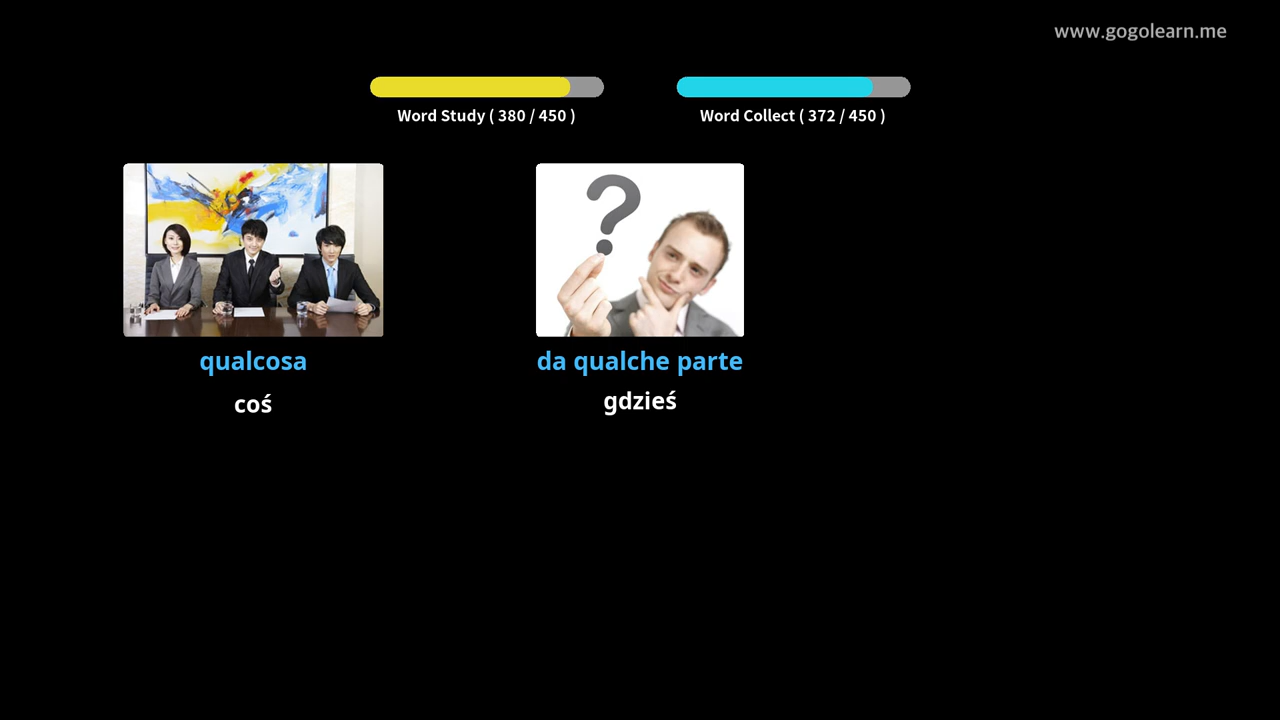 www.gogolearn.me
Word Study ( 380 / 450 )
Word Collect ( 372 / 450 )
qualcosa
coś
da qualche parte
gdzieś